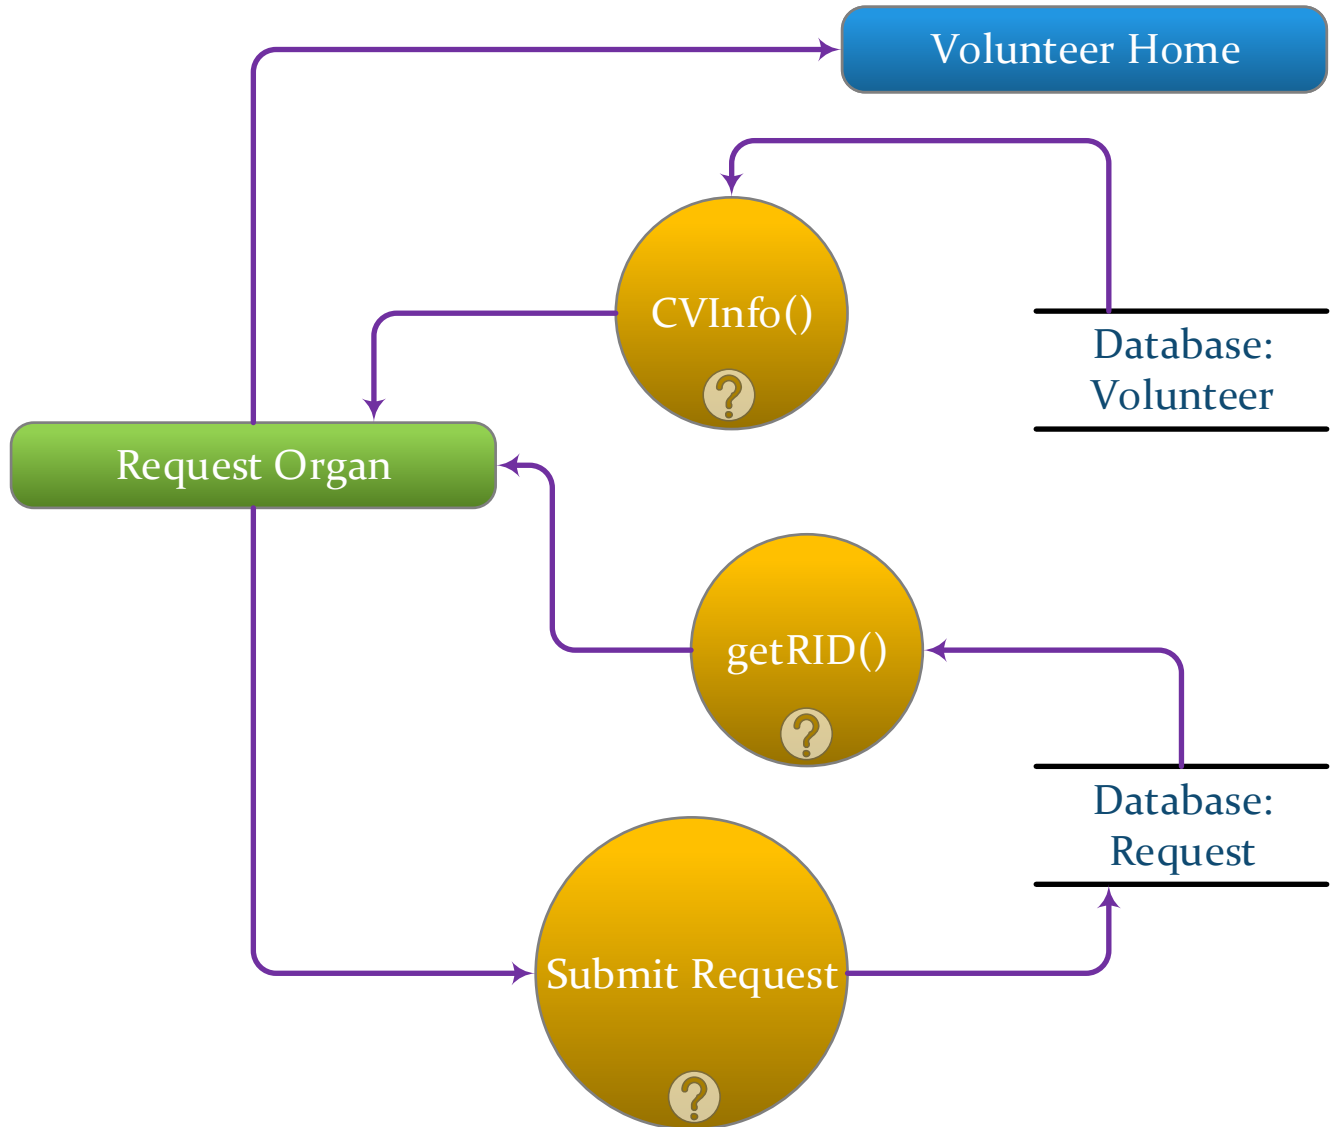 Volunteer Home
CVInfo()
?
Database:
Volunteer
Request Organ
getRID()
?
Database:
Request
Submit Request
?